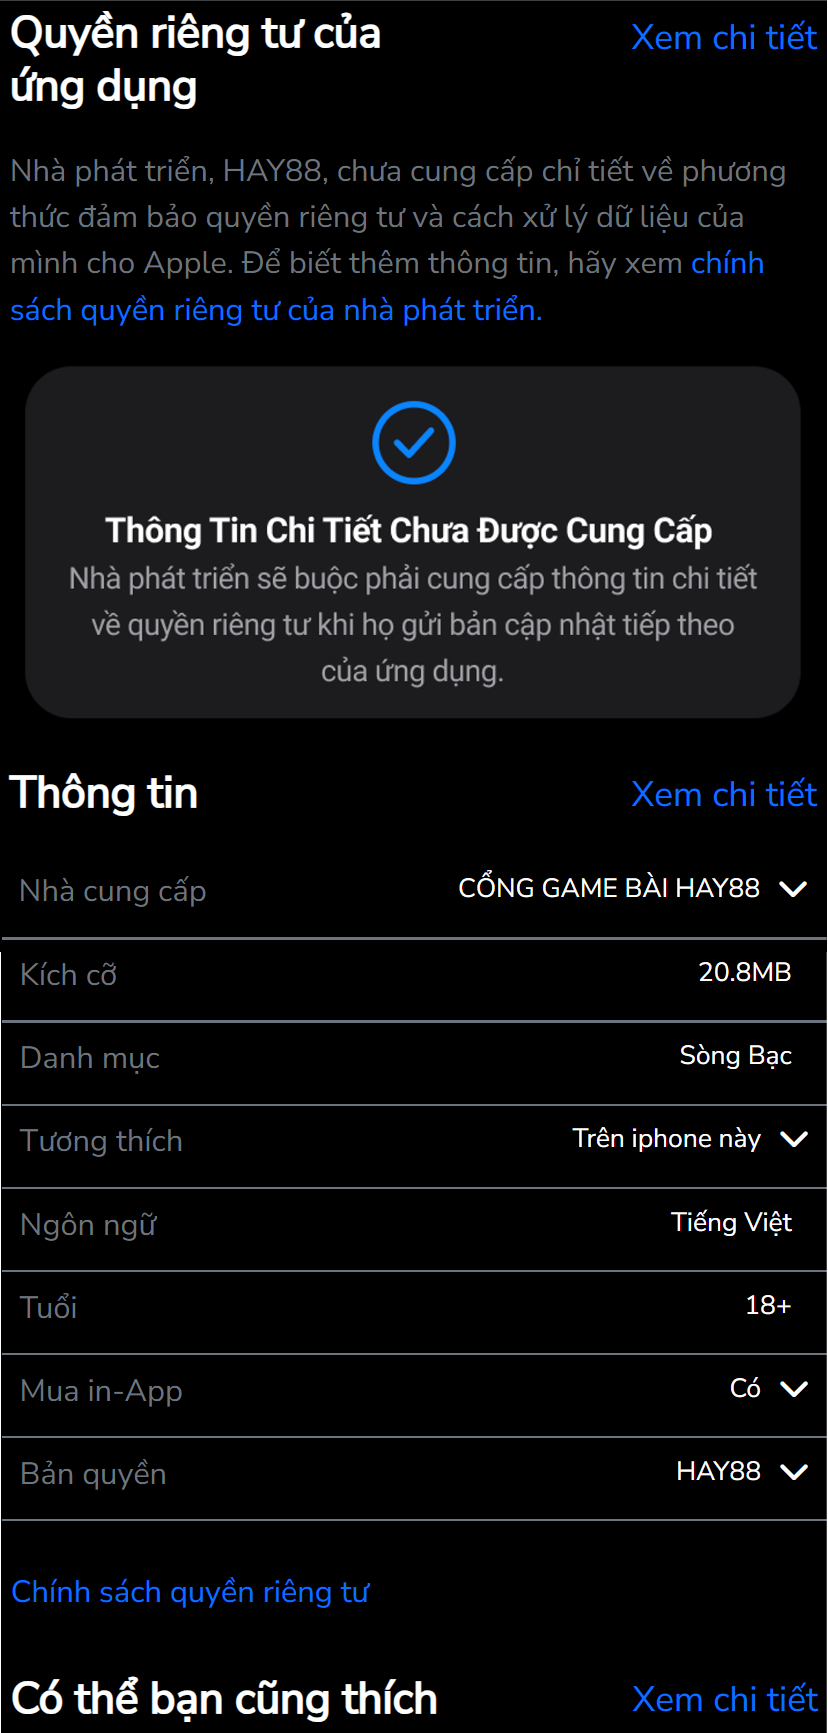 Quyền riêng tư của
ứng dụng
Xem chi tiết
Nhà phát triển, HAY88, chưa cung cấp chỉ tiết về phương
thức đảm bảo quyền riêng tư và cách xử lý dữ liệu của
mình cho Apple. Để biết thêm thông tin, hãy xem chính
sách quyền riêng tư của nhà phát triển.
Thông Tin Chi Tiết Chưa Được Cung Cấp
Nhà phát triển sẽ buộc phải cung cấp thông tin chi tiết
về quyền riêng tư khi họ gửi bản cập nhật tiếp theo
của ứng dụng.
Thông tin
Xem chi tiết
Nhà cung cấp CỔNG GAME BÀI HAY88
Kích cỡ 20.8MB
Danh mục Sòng Bạc
Tương thích Trên iphone này
Ngôn ngữ Tiếng Việt
Tuổi 18+
Mua in-App Có
Bản quyền HAY88
Chính sách quyền riêng tư
Có thể bạn cũng thích
Xem chi tiết